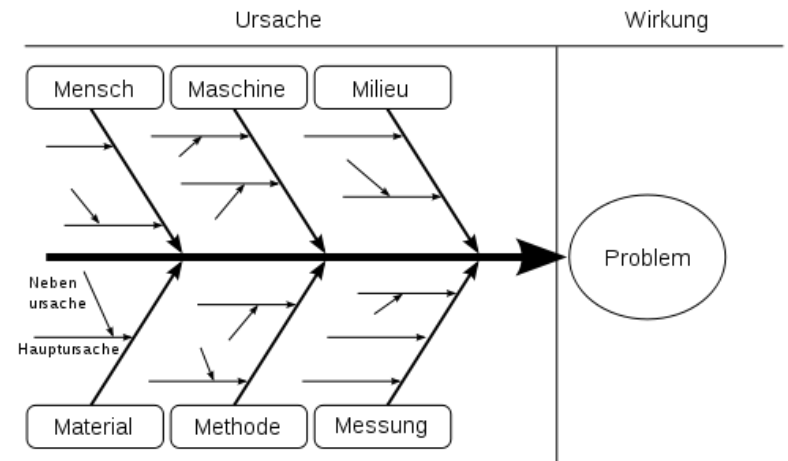 Ursache
Wirkung
Mensch
Maschine
Milieu
Problem
Neben
ursache
Hauptursache
Material
Methode
Messung